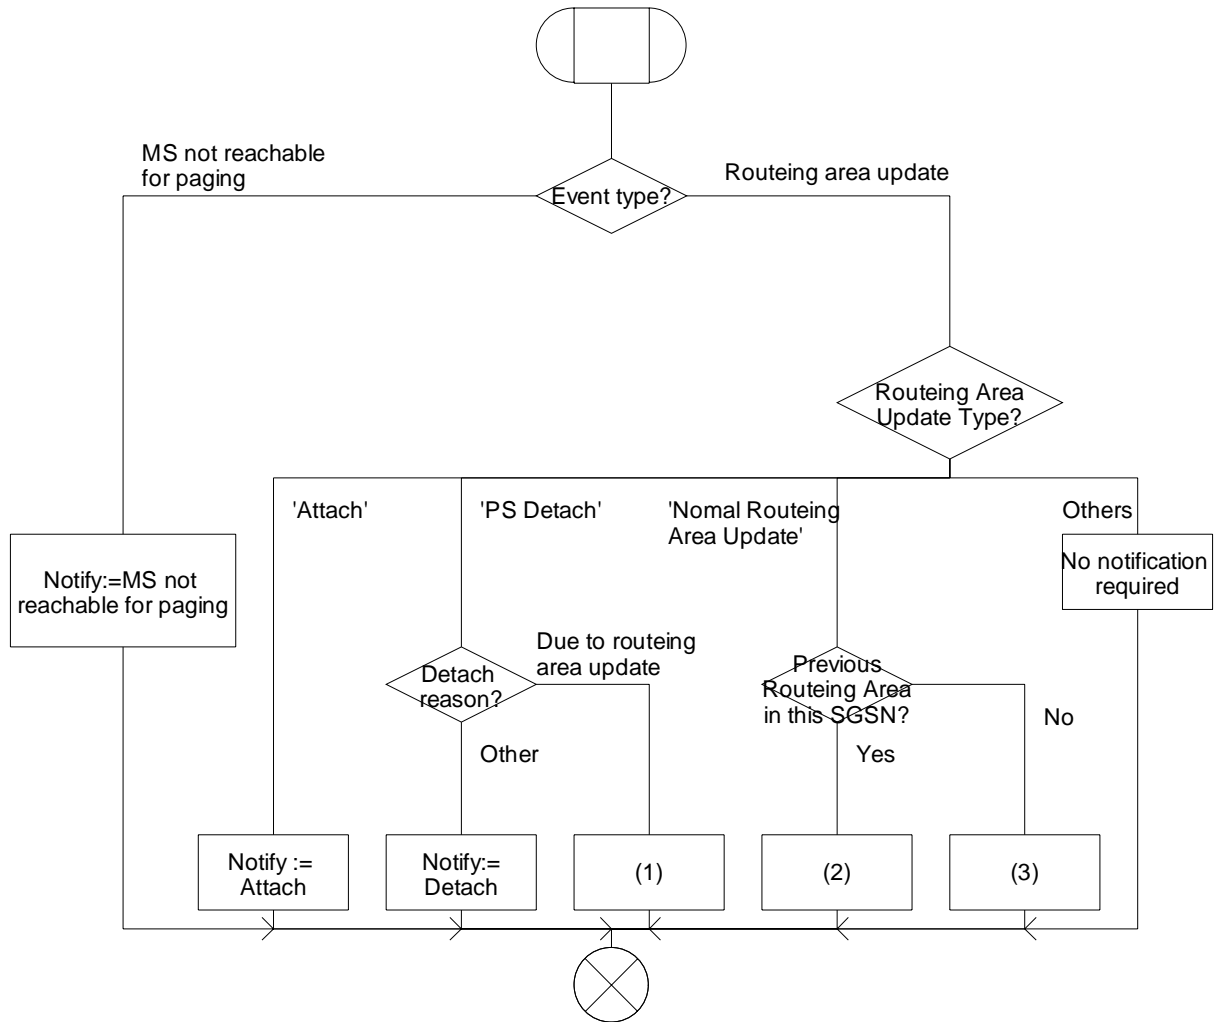 MS not reachable
for paging
Event type?
Routeing area update
Routeing Area
Update Type?
'Attach'
'PS Detach'
'Nomal Routeing
Area Update'
Others
Notify:=MS not
reachable for paging
No notification
required
Due to routeing
area update
Detach
reason?
Previous
Routeing Area
in this SGSN?
No
Other
Yes
Notify :=
Attach
Notify:=
Detach
(1)
(2)
(3)